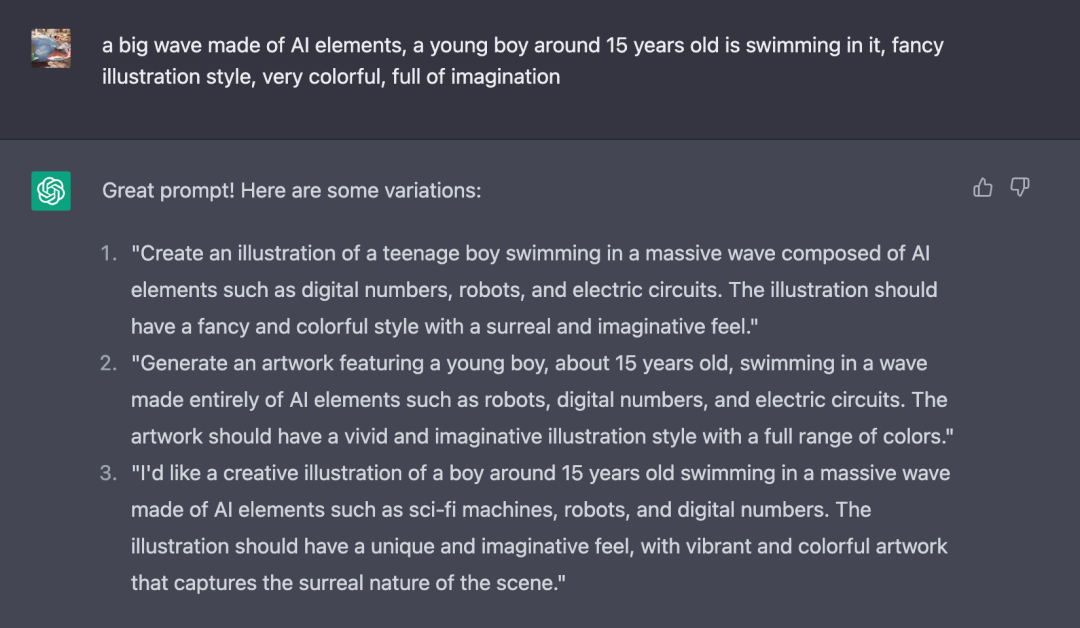 a big wave made of AI elements, a young boy around 15 years old is swimming in it, fancy
illustration style, very colorful, full of imagination
Great prompt! Here are some variations:
1. "Create an illustration of a teenage boy swimming in a massive wave composed of AI
elements such as digital numbers, robots, and electric circuits. The illustration should
have a fancy and colorful style with a surreal and imaginative feel."
2. "Generate an artwork featuring a young boy, about 15 years old, swimming in a wave
made entirely of AI elements such as robots, digital numbers, and electric circuits. The
artwork should have a vivid and imaginative illustration style with a full range of colors."
3. "I'd like a creative illustration of a boy around 15 years old swimming in a massive wave
made of AI elements such as sci-fi machines, robots, and digital numbers. The
illustration should have a unique and imaginative feel, with vibrant and colorful artwork
that captures the surreal nature of the scene."